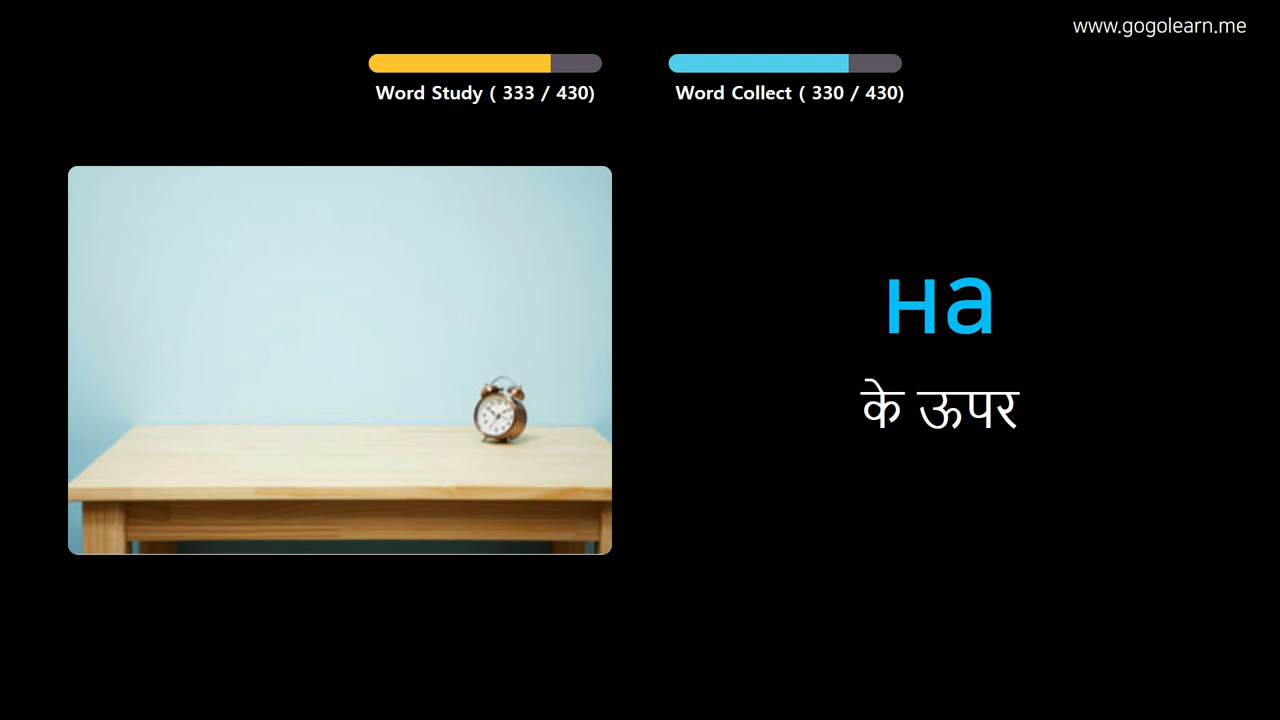 www.gogolearn.me
Word Study ( 333 / 430)
Word Collect ( 330 / 430)
на
के ऊपर